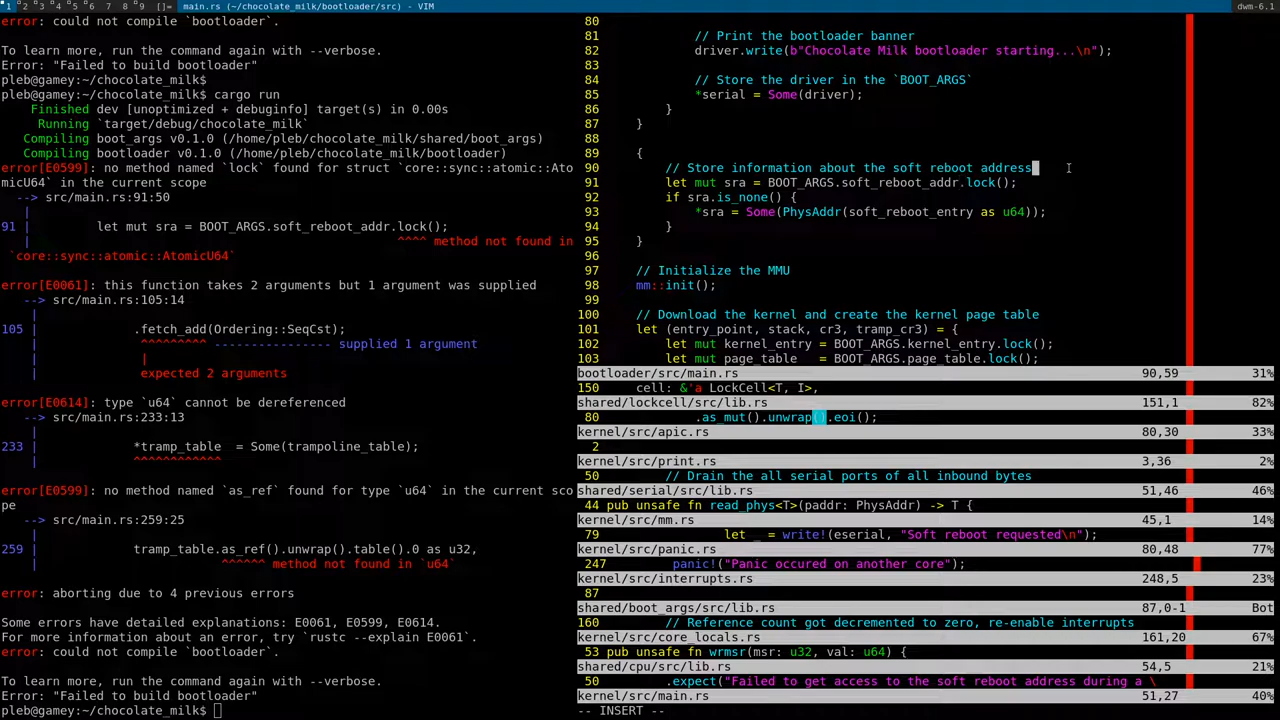 1 2 3 4 5 6 7 8 9 []= main.rs (~/chocolate_milk/bootloader/src) - VIM dwm-6.1
error: could not compile `bootloader`.
To learn more, run the command again with --verbose.
Error: "Failed to build bootloader"
pleb@gamey:~/chocolate_milk$
pleb@gamey:~/chocolate_milk$ cargo run
Finished dev [unoptimized + debuginfo] target(s) in 0.00s
Running `target/debug/chocolate_milk`
Compiling boot_args v0.1.0 (/home/pleb/chocolate_milk/shared/boot_args)
Compiling bootloader v0.1.0 (/home/pleb/chocolate_milk/bootloader)
error[E0599]: no method named `lock` found for struct `core::sync::atomic::Ato
micU64` in the current scope
--> src/main.rs:91:50
|
91 | let mut sra = BOOT_ARGS.soft_reboot_addr.lock();
| ^^^^ method not found in
`core::sync::atomic::AtomicU64`
error[E0061]: this function takes 2 arguments but 1 argument was supplied
--> src/main.rs:105:14
|
105 | .fetch_add(Ordering::SeqCst);
| ^^^^^^^^^ ---------------- supplied 1 argument
| |
| expected 2 arguments
error[E0614]: type `u64` cannot be dereferenced
--> src/main.rs:233:13
|
233 | *tramp_table  = Some(trampoline_table);
| ^^^^^^^^^^^^
error[E0599]: no method named `as_ref` found for type `u64` in the current sco
pe
--> src/main.rs:259:25
|
259 | tramp_table.as_ref().unwrap().table().0 as u32,
| ^^^^^^ method not found in `u64`
error: aborting due to 4 previous errors
Some errors have detailed explanations: E0061, E0599, E0614.
For more information about an error, try `rustc --explain E0061`.
error: could not compile `bootloader`.
To learn more, run the command again with --verbose.
Error: "Failed to build bootloader"
pleb@gamey:~/chocolate_milk$
80
81 // Print the bootloader banner
82 driver.write(b"Chocolate Milk bootloader starting...\n");
83
84 // Store the driver in the `BOOT_ARGS`
85 *serial = Some(driver);
86 }
87 }
88
89 {
90 // Store information about the soft reboot address
91 let mut sra = BOOT_ARGS.soft_reboot_addr.lock();
92 if sra.is_none() {
93 *sra = Some(PhysAddr(soft_reboot_entry as u64));
94 }
95 }
96
97 // Initialize the MMU
98 mm::init();
99
100 // Download the kernel and create the kernel page table
101 let (entry_point, stack, cr3, tramp_cr3) = {
102 let mut kernel_entry = BOOT_ARGS.kernel_entry.lock();
103 let mut page_table   = BOOT_ARGS.page_table.lock();
bootloader/src/main.rs 90,59 31%
150 cell: &'a LockCell<T, I>,
shared/lockcell/src/lib.rs 151,1 82%
80 .as_mut().unwrap().eoi();
kernel/src/apic.rs 80,30 33%
2
kernel/src/print.rs 3,36 2%
50 // Drain the all serial ports of all inbound bytes
shared/serial/src/lib.rs 51,46 46%
44 pub unsafe fn read_phys<T>(paddr: PhysAddr) -> T {
kernel/src/mm.rs 45,1 14%
79 let _ = write!(eserial, "Soft reboot requested\n");
kernel/src/panic.rs 80,48 77%
247 panic!("Panic occured on another core");
kernel/src/interrupts.rs 248,5 23%
87
shared/boot_args/src/lib.rs 87,0-1 Bot
160 // Reference count got decremented to zero, re-enable interrupts
kernel/src/core_locals.rs 161,20 67%
53 pub unsafe fn wrmsr(msr: u32, val: u64) {
shared/cpu/src/lib.rs 54,5 21%
50 .expect("Failed to get access to the soft reboot address during a \
kernel/src/main.rs 51,27 40%
-- INSERT --